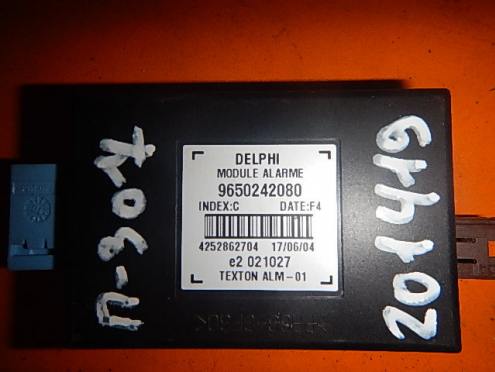 П-307
DELPHI
MODULE ALARME
9650242080
INDEX:C DATE:F4
4252862704 17/06/04
e2 021027
TEXTON ALM-01
201419